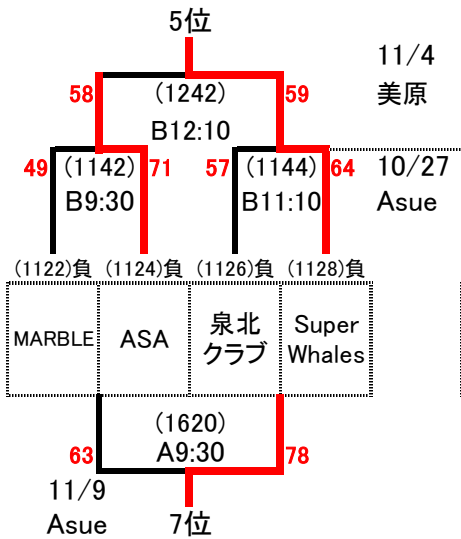 5位
11/4
美原
58
(1242)
59
B12:10
49
(1142)
71
57
(1144)
64
10/27
B9:30
B11:10
Asue
(1122)負
(1124)負
(1126)負
(1128)負
MARBLE
ASA
泉北
クラブ
Super
Whales
(1620)
63
A9:30
78
11/9
Asue
7位